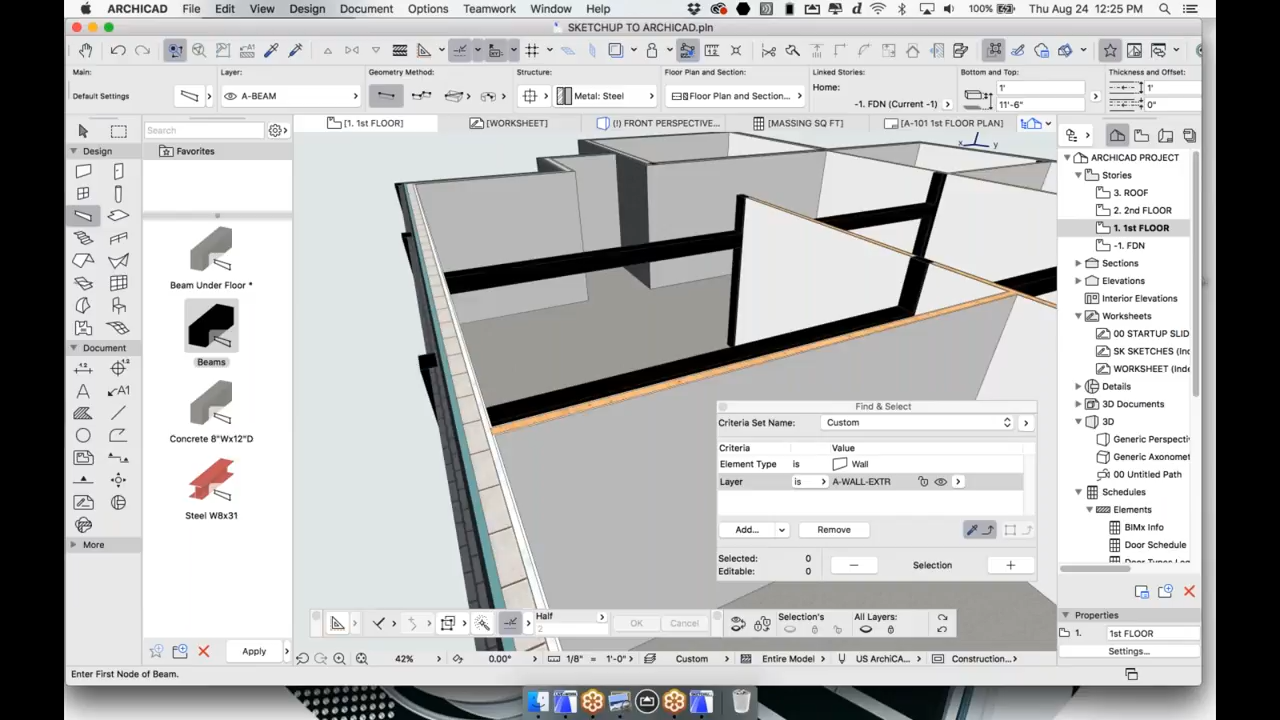 ARCHICAD File Edit View Design Document Options Teamwork Window Help 100% Thu Aug 24 12:25 PM
SKETCHUP TO ARCHICAD.pln
Main: Layer: Geometry Method: Structure: Floor Plan and Section: Linked Stories: Bottom and Top: Thickness and Offset:
Default Settings A-BEAM Metal: Steel Floor Plan and Section... Home: 1' 1'
-1. FDN (Current -1) 11'-6" 0"
[1. 1st FLOOR] [WORKSHEET] (!) FRONT PERSPECTIVE... [MASSING SQ FT] [A-101 1st FLOOR PLAN]
Search
Design
Favorites
Beam Under Floor *
Beams
Concrete 8"Wx12"D
Steel W8x31
Document
More
Apply
x y
ARCHICAD PROJECT
Stories
3. ROOF
2. 2nd FLOOR
1. 1st FLOOR
-1. FDN
Sections
Elevations
Interior Elevations
Worksheets
00 STARTUP SLID
SK SKETCHES (Inc
WORKSHEET (Inde
Details
3D Documents
3D
Generic Perspecti
Generic Axonomet
00 Untitled Path
Schedules
Elements
BIMx Info
Door Schedule
Properties
1. 1st FLOOR
Settings...
Find & Select
Criteria Set Name: Custom
Criteria Value
Element Type is Wall
Layer is A-WALL-EXTR
Add... Remove
Selected: 0
Editable: 0
Selection
Half
2
OK Cancel
Selection's All Layers:
42% 0.00° 1/8" = 1'-0" Custom Entire Model US ArchiCA... Construction...
Enter First Node of Beam.